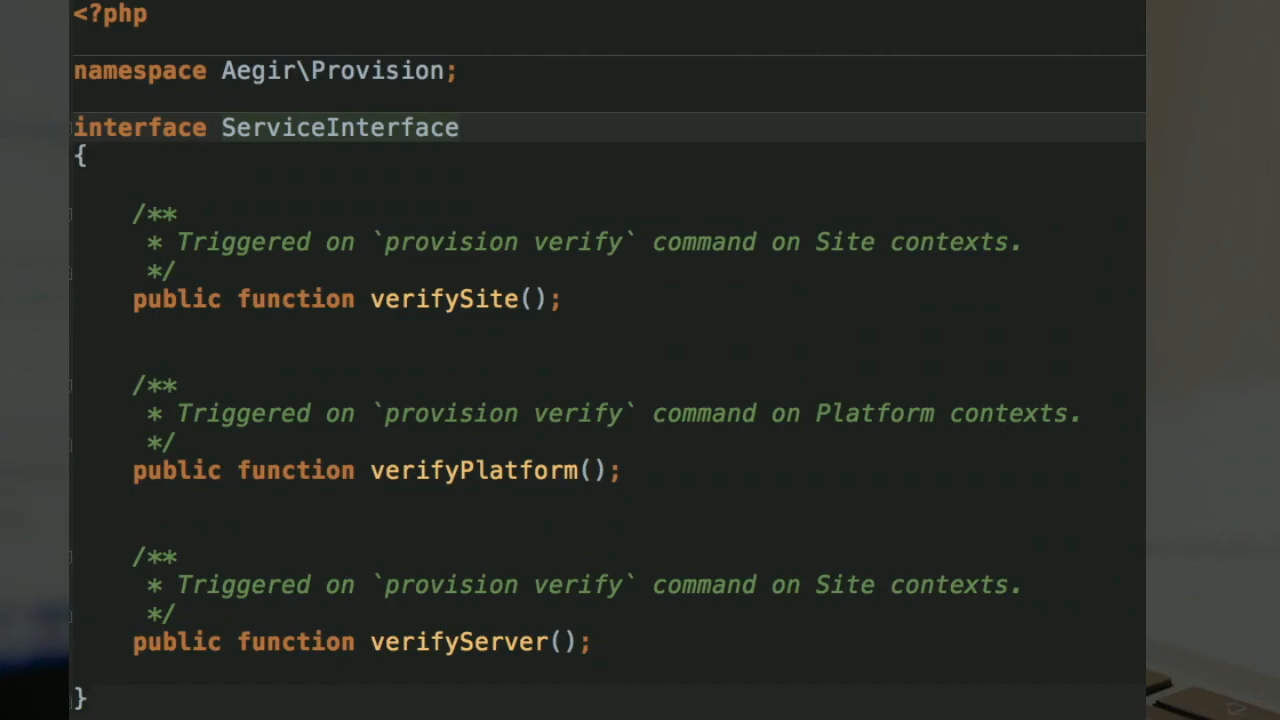 <?php
namespace Aegir\Provision;
interface ServiceInterface
{
/**
* Triggered on `provision verify` command on Site contexts.
*/
public function verifySite();
/**
* Triggered on `provision verify` command on Platform contexts.
*/
public function verifyPlatform();
/**
* Triggered on `provision verify` command on Site contexts.
*/
public function verifyServer();
}